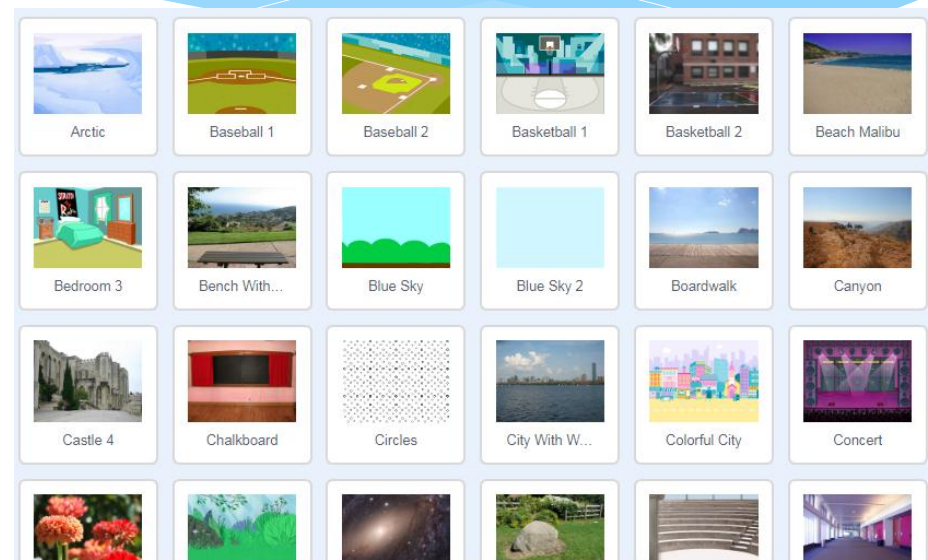 Arctic
Baseball 1
Baseball 2
Basketball 1
Basketball 2
Beach Malibu
Bedroom 3
Bench With...
Blue Sky
Blue Sky 2
Boardwalk
Canyon
Castle 4
Chalkboard
Circles
City With W...
Colorful City
Concert